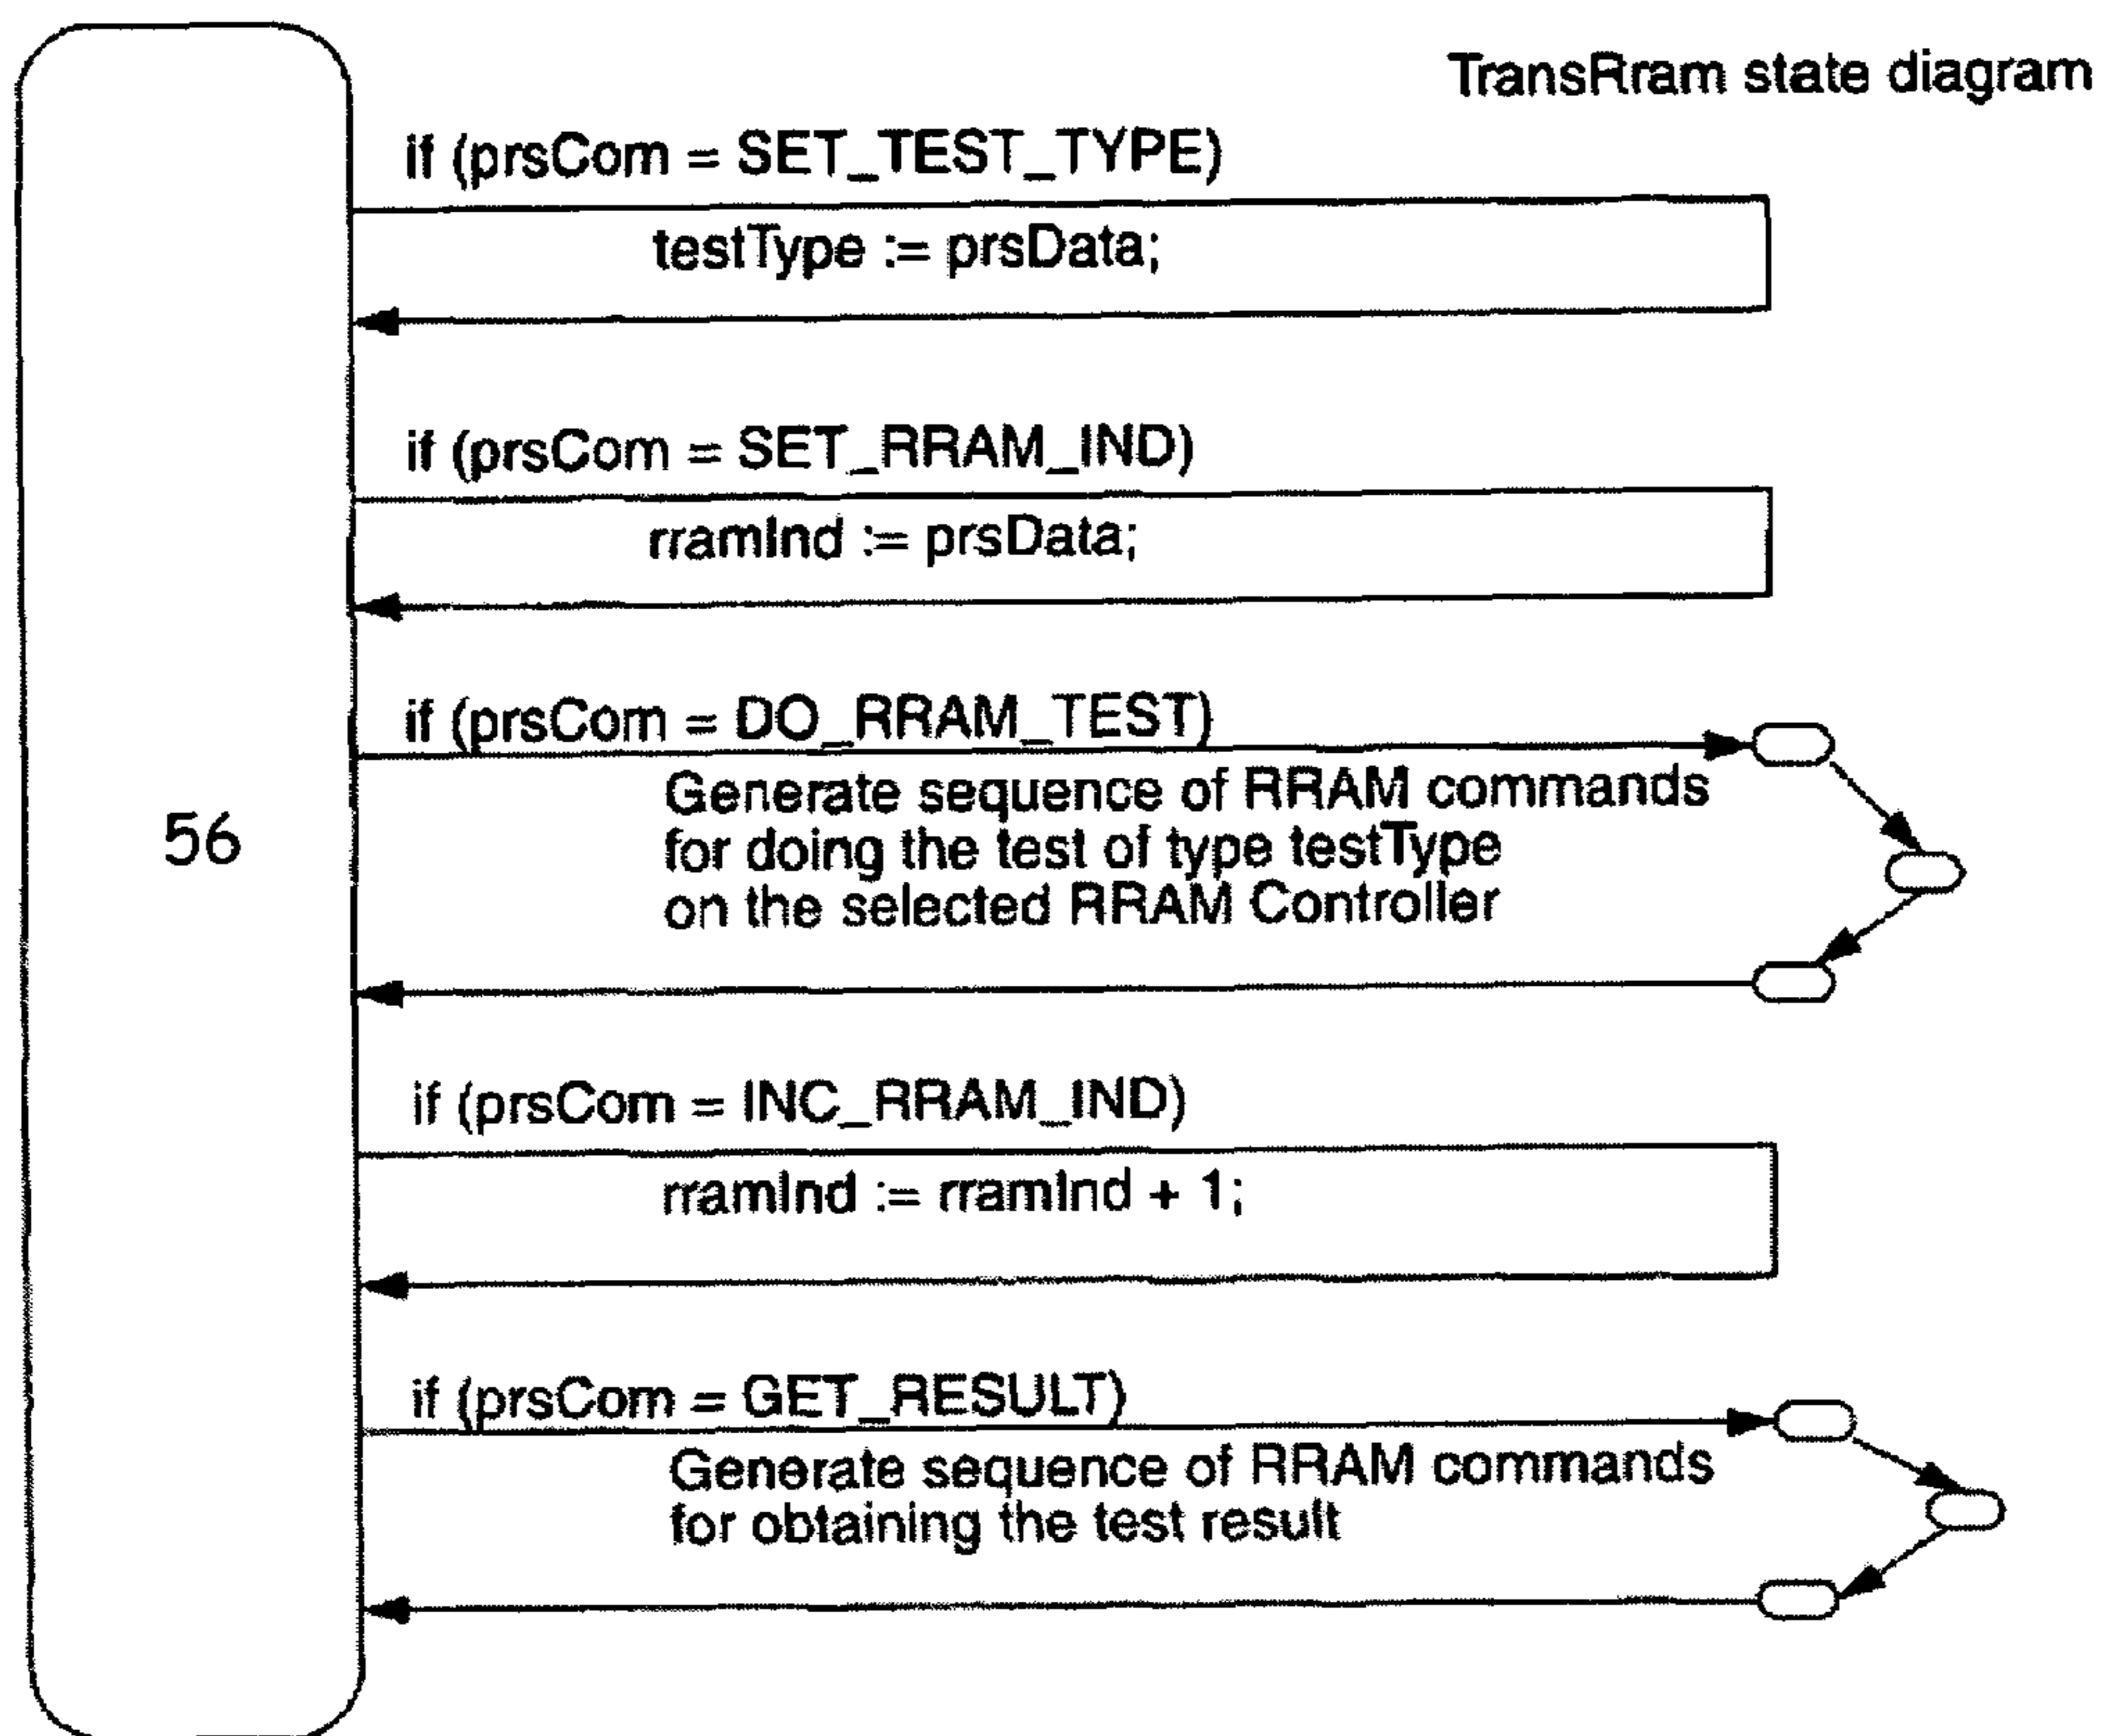 TransRram state diagram
if (prsCom = SET_TEST_TYPE)
testType := prsData;
if (prsCom = SET_RRAM_IND)
rramInd := prsData;
if (prsCom = DO_RRAM_TEST)
Generate sequence of RRAM commands
for doing the test of type testType
on the selected RRAM Controller
56
if (prsCom = INC_RRAM_IND)
rramInd := rramInd + 1;
if (prsCom = GET_RESULT)
Generate sequence of RRAM commands
for obtaining the test result